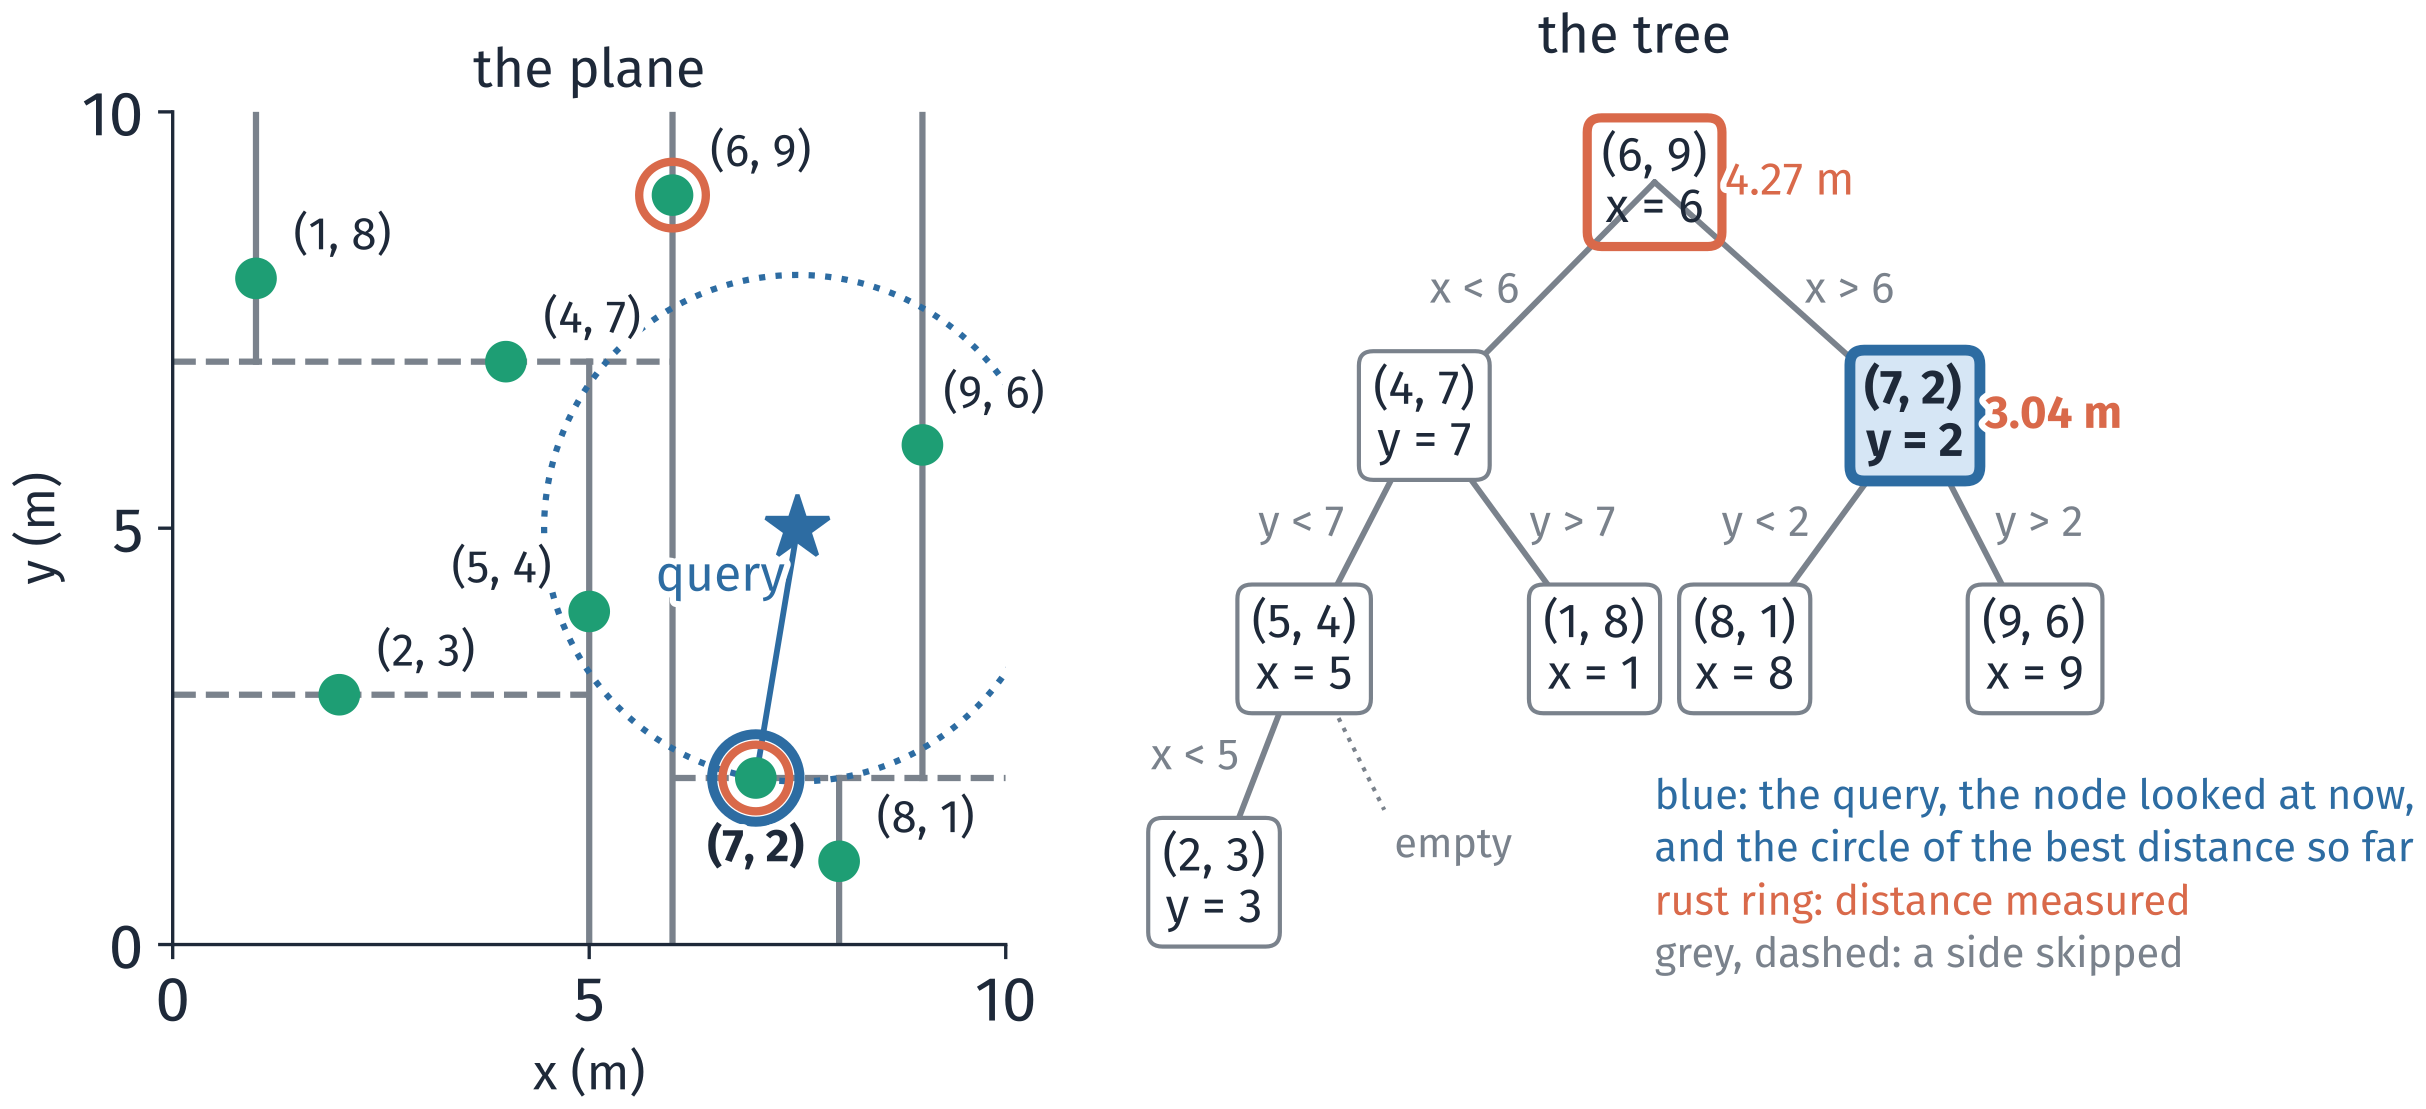 the plane
10
5
0
0
5
10
y (m)
x (m)
(6, 9)
(1, 8)
(4, 7)
(9, 6)
(5, 4)
query
(2, 3)
(8, 1)
(7, 2)
the tree
(6, 9)
x = 6
4.27 m
x < 6
x > 6
(4, 7)
y = 7
(7, 2)
y = 2
3.04 m
y < 7
y > 7
y < 2
y > 2
(5, 4)
x = 5
(1, 8)
x = 1
(8, 1)
x = 8
(9, 6)
x = 9
x < 5
empty
(2, 3)
y = 3
blue: the query, the node looked at now,
and the circle of the best distance so far
rust ring: distance measured
grey, dashed: a side skipped